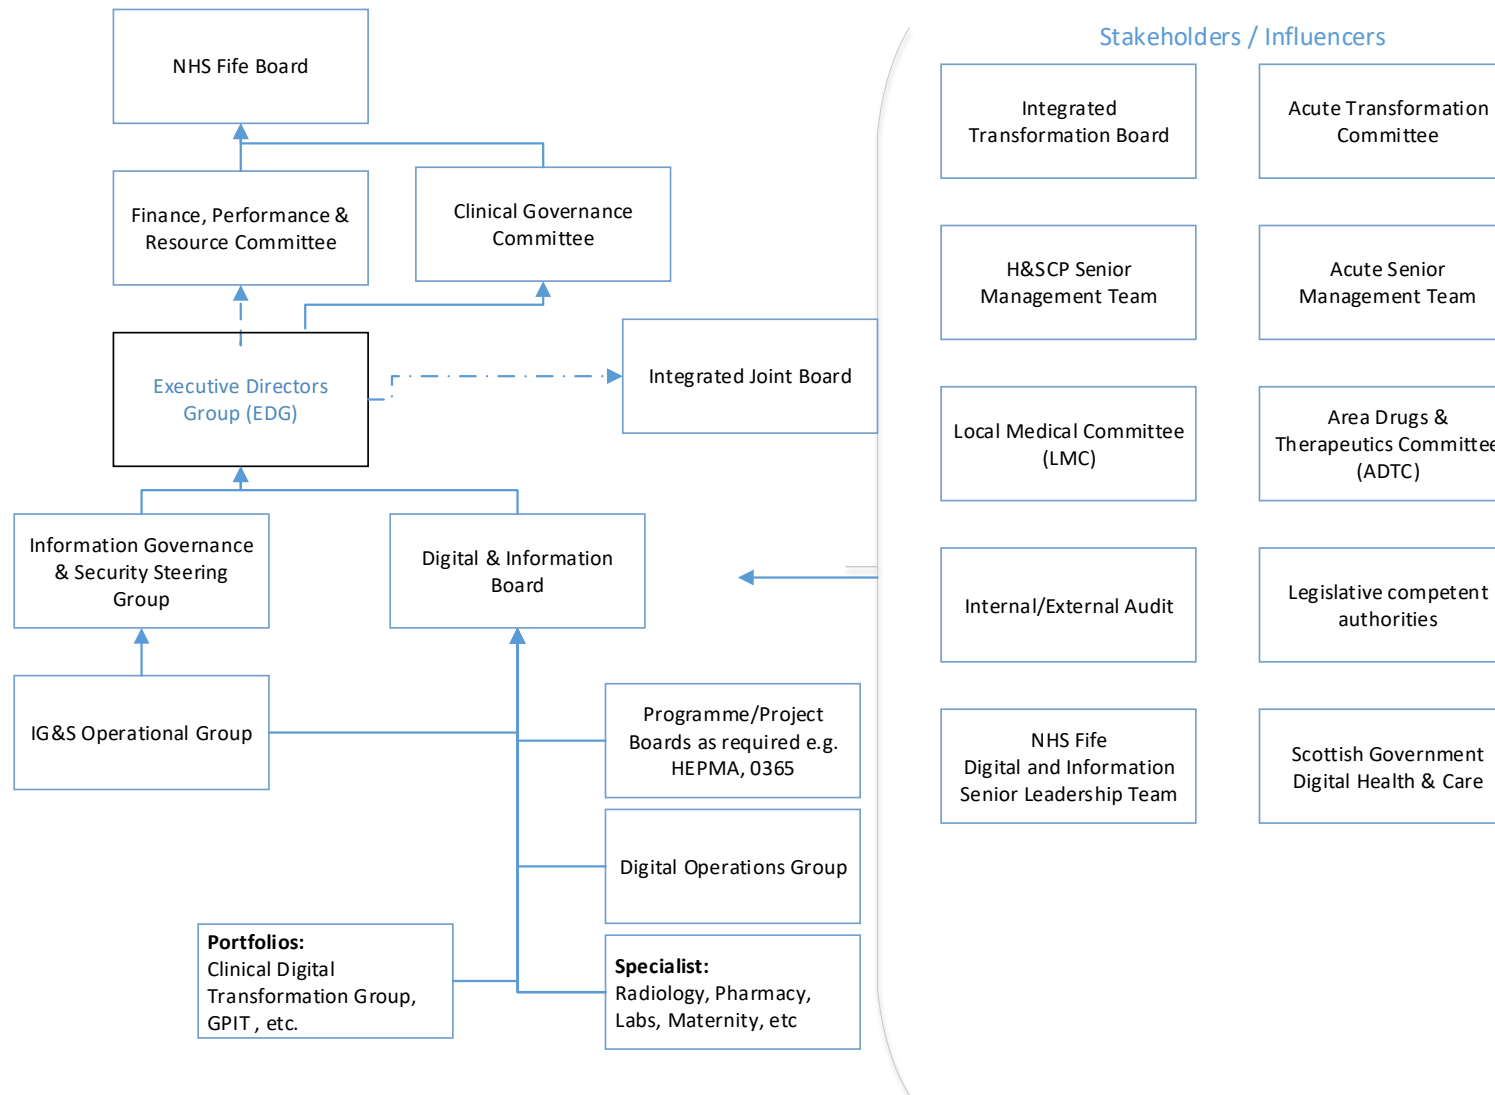 NHS Fife Board
Finance, Performance &
Resource Committee
Clinical Governance
Committee
Executive Directors
Group (EDG)
Integrated Joint Board
Information Governance
& Security Steering
Group
Digital & Information
Board
IG&S Operational Group
Programme/Project
Boards as required e.g.
HEPMA, 0365
Digital Operations Group
Portfolios:
Clinical Digital
Transformation Group,
GPIT , etc.
Specialist:
Radiology, Pharmacy,
Labs, Maternity, etc
Stakeholders / Influencers
Integrated
Transformation Board
Acute Transformation
Committee
H&SCP Senior
Management Team
Acute Senior
Management Team
Local Medical Committee
(LMC)
Area Drugs &
Therapeutics Committee
(ADTC)
Internal/External Audit
Legislative competent
authorities
NHS Fife
Digital and Information
Senior Leadership Team
Scottish Government
Digital Health & Care